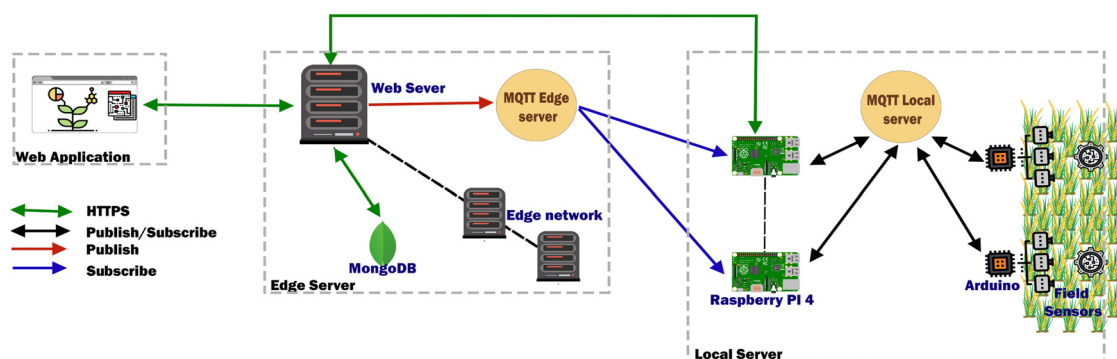 Web Sever
MQTT Edge
server
MQTT Local
server
Web Application
HTTPS
Publish/Subscribe
Publish
Subscribe
Edge network
MongoDB
Edge Server
Raspberry PI 4
Arduino
Field
Sensors
Local Server